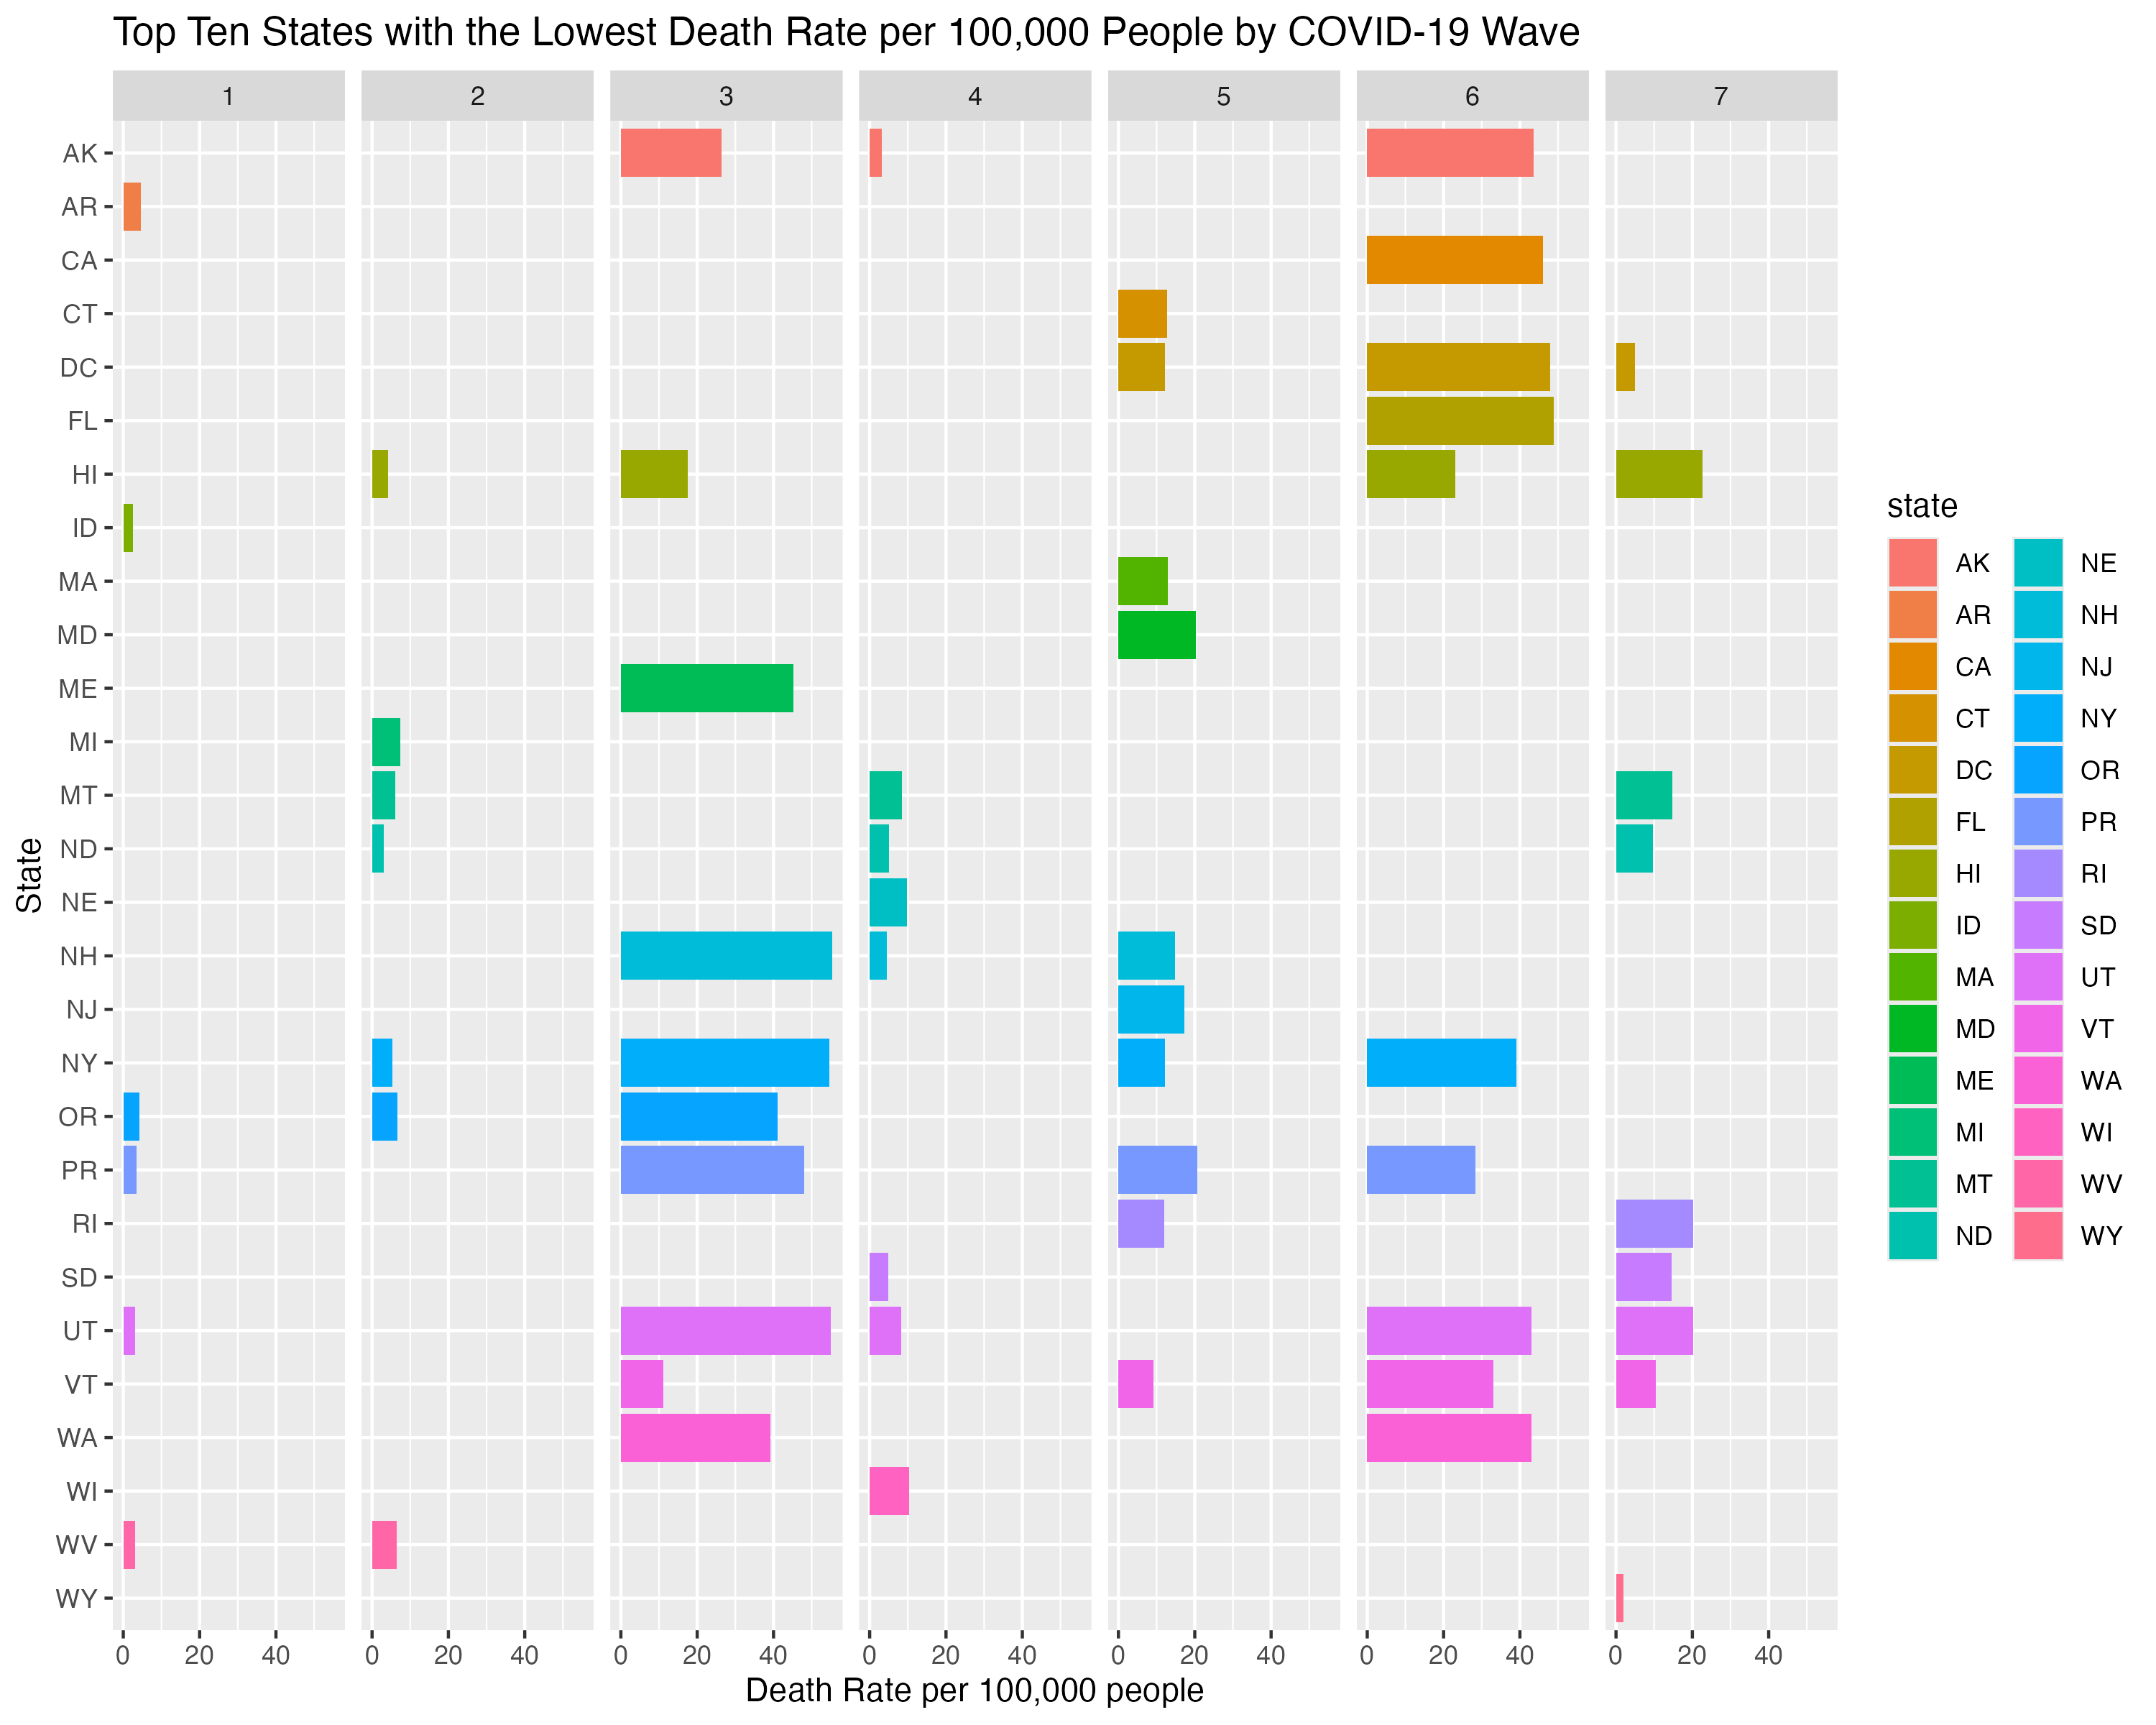 Top Ten States with the Lowest Death Rate per 100,000 People by COVID-19 Wave
1 2 3 4 5 6 7
AK
AR
CA
CT
DC
FL
HI
ID
MA
MD
ME
MI
MT
ND
NE
NH
NJ
NY
OR
PR
RI
SD
UT
VT
WA
WI
WV
WY
State
0 20 40 0 20 40 0 20 40 0 20 40 0 20 40 0 20 40 0 20 40
Death Rate per 100,000 people
state
AK NE
AR NH
CA NJ
CT NY
DC OR
FL PR
HI RI
ID SD
MA UT
MD VT
ME WA
MI WI
MT WV
ND WY